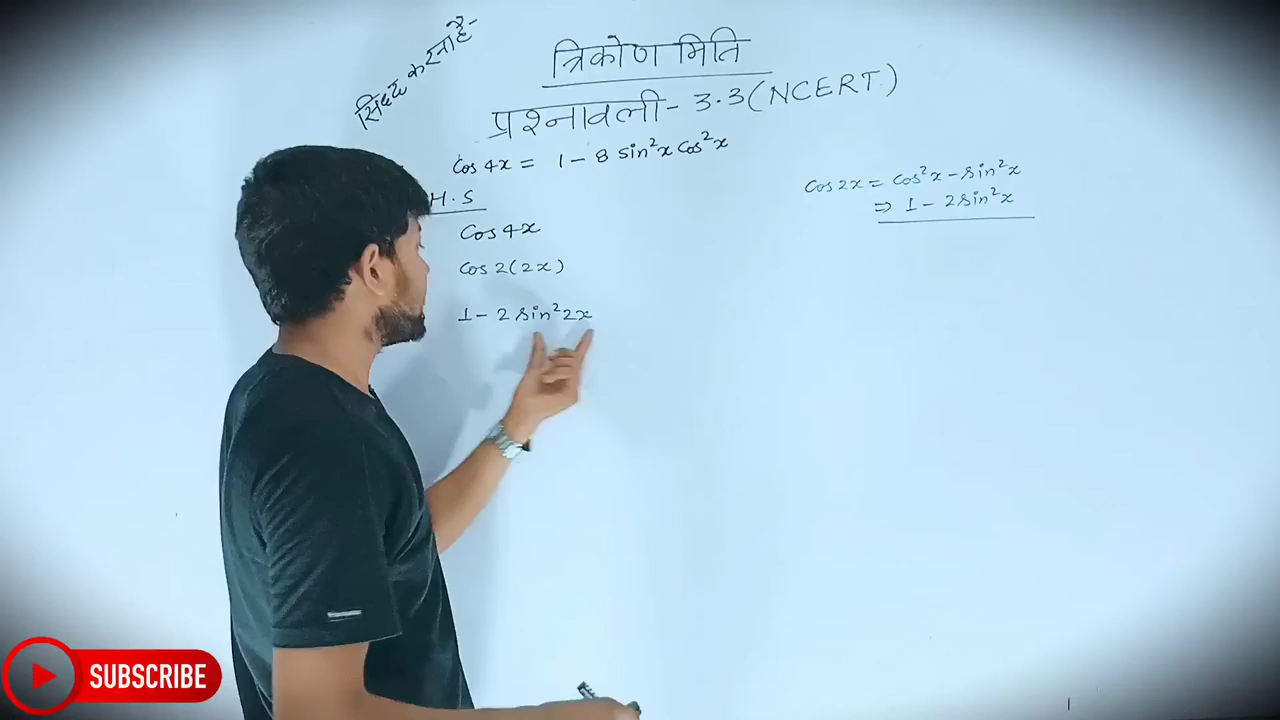 सिद्ध करना है-
त्रिकोण मिति
प्रश्नावली- 3.3 (NCERT.)
cos 4x = 1 - 8 sin²x cos²x
H.S
cos 4x
cos 2(2x)
1 - 2 sin²2x
cos 2x = cos²x - sin²x
⇒ 1 - 2sin²x
SUBSCRIBE